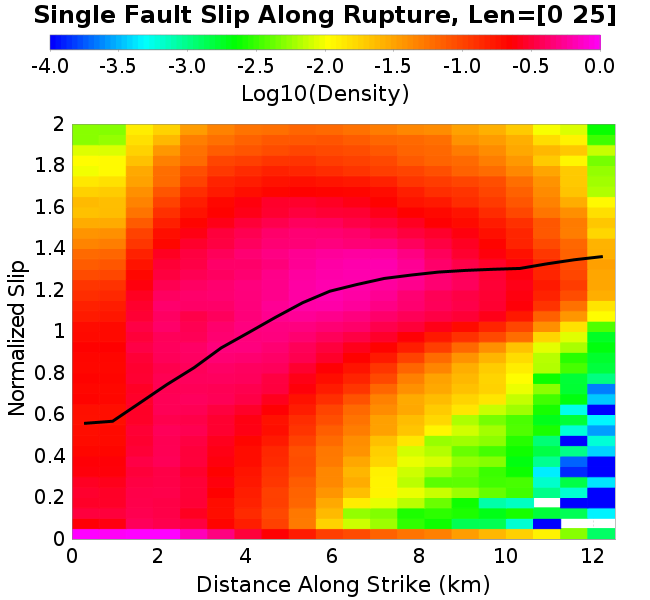 Single Fault Slip Along Rupture, Len=[0 25]
-4.0 -3.5 -3.0 -2.5 -2.0 -1.5 -1.0 -0.5 0.0
Log10(Density)
2
1.8
1.6
1.4
1.2
1
0.8
0.6
0.4
0.2
0
Normalized Slip
0 2 4 6 8 10 12
Distance Along Strike (km)